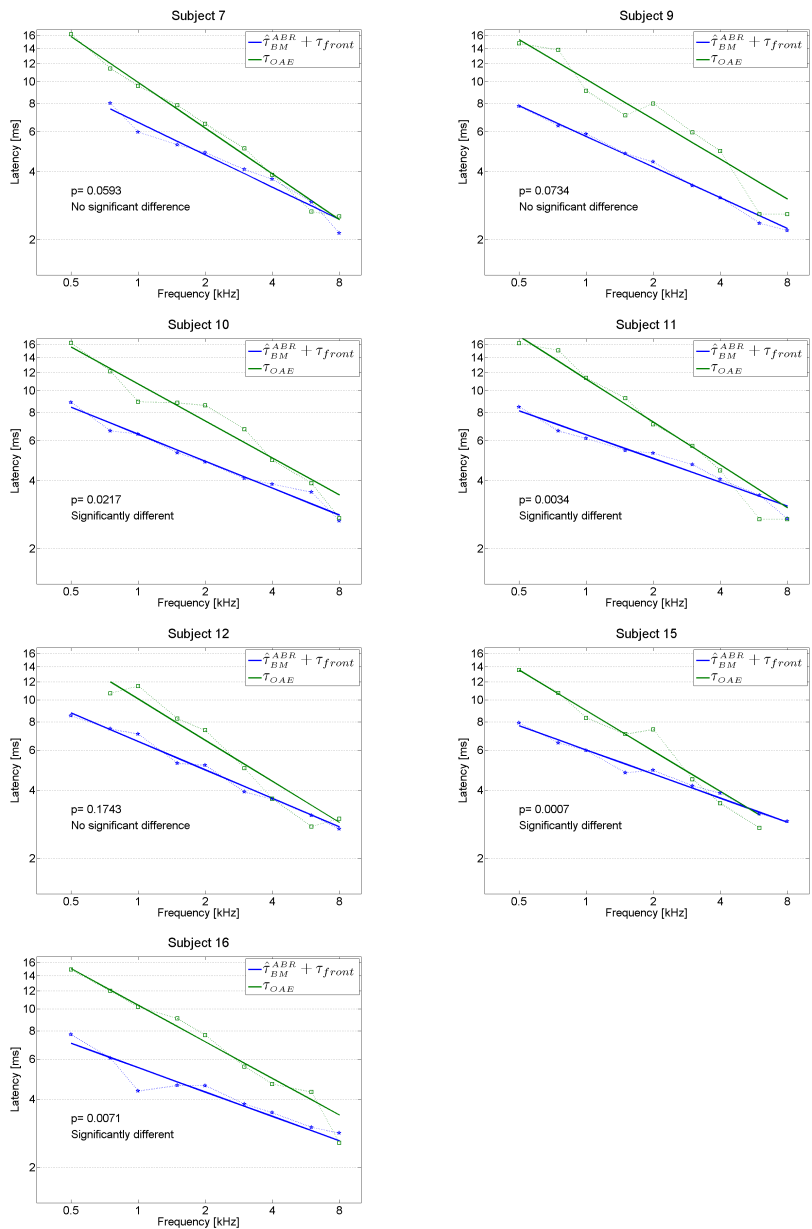 Subject 7
τ̂_BM^ABR + τ_front
τ_OAE
16
14
12
10
8
6
4
2
Latency [ms]
p= 0.0593
No significant difference
0.5 1 2 4 8
Frequency [kHz]
Subject 9
τ̂_BM^ABR + τ_front
τ_OAE
16
14
12
10
8
6
4
2
Latency [ms]
p= 0.0734
No significant difference
0.5 1 2 4 8
Frequency [kHz]
Subject 10
τ̂_BM^ABR + τ_front
τ_OAE
16
14
12
10
8
6
4
2
Latency [ms]
p= 0.0217
Significantly different
0.5 1 2 4 8
Frequency [kHz]
Subject 11
τ̂_BM^ABR + τ_front
τ_OAE
16
14
12
10
8
6
4
2
Latency [ms]
p= 0.0034
Significantly different
0.5 1 2 4 8
Frequency [kHz]
Subject 12
τ̂_BM^ABR + τ_front
τ_OAE
16
14
12
10
8
6
4
2
Latency [ms]
p= 0.1743
No significant difference
0.5 1 2 4 8
Frequency [kHz]
Subject 15
τ̂_BM^ABR + τ_front
τ_OAE
16
14
12
10
8
6
4
2
Latency [ms]
p= 0.0007
Significantly different
0.5 1 2 4 8
Frequency [kHz]
Subject 16
τ̂_BM^ABR + τ_front
τ_OAE
16
14
12
10
8
6
4
2
Latency [ms]
p= 0.0071
Significantly different
0.5 1 2 4 8
Frequency [kHz]